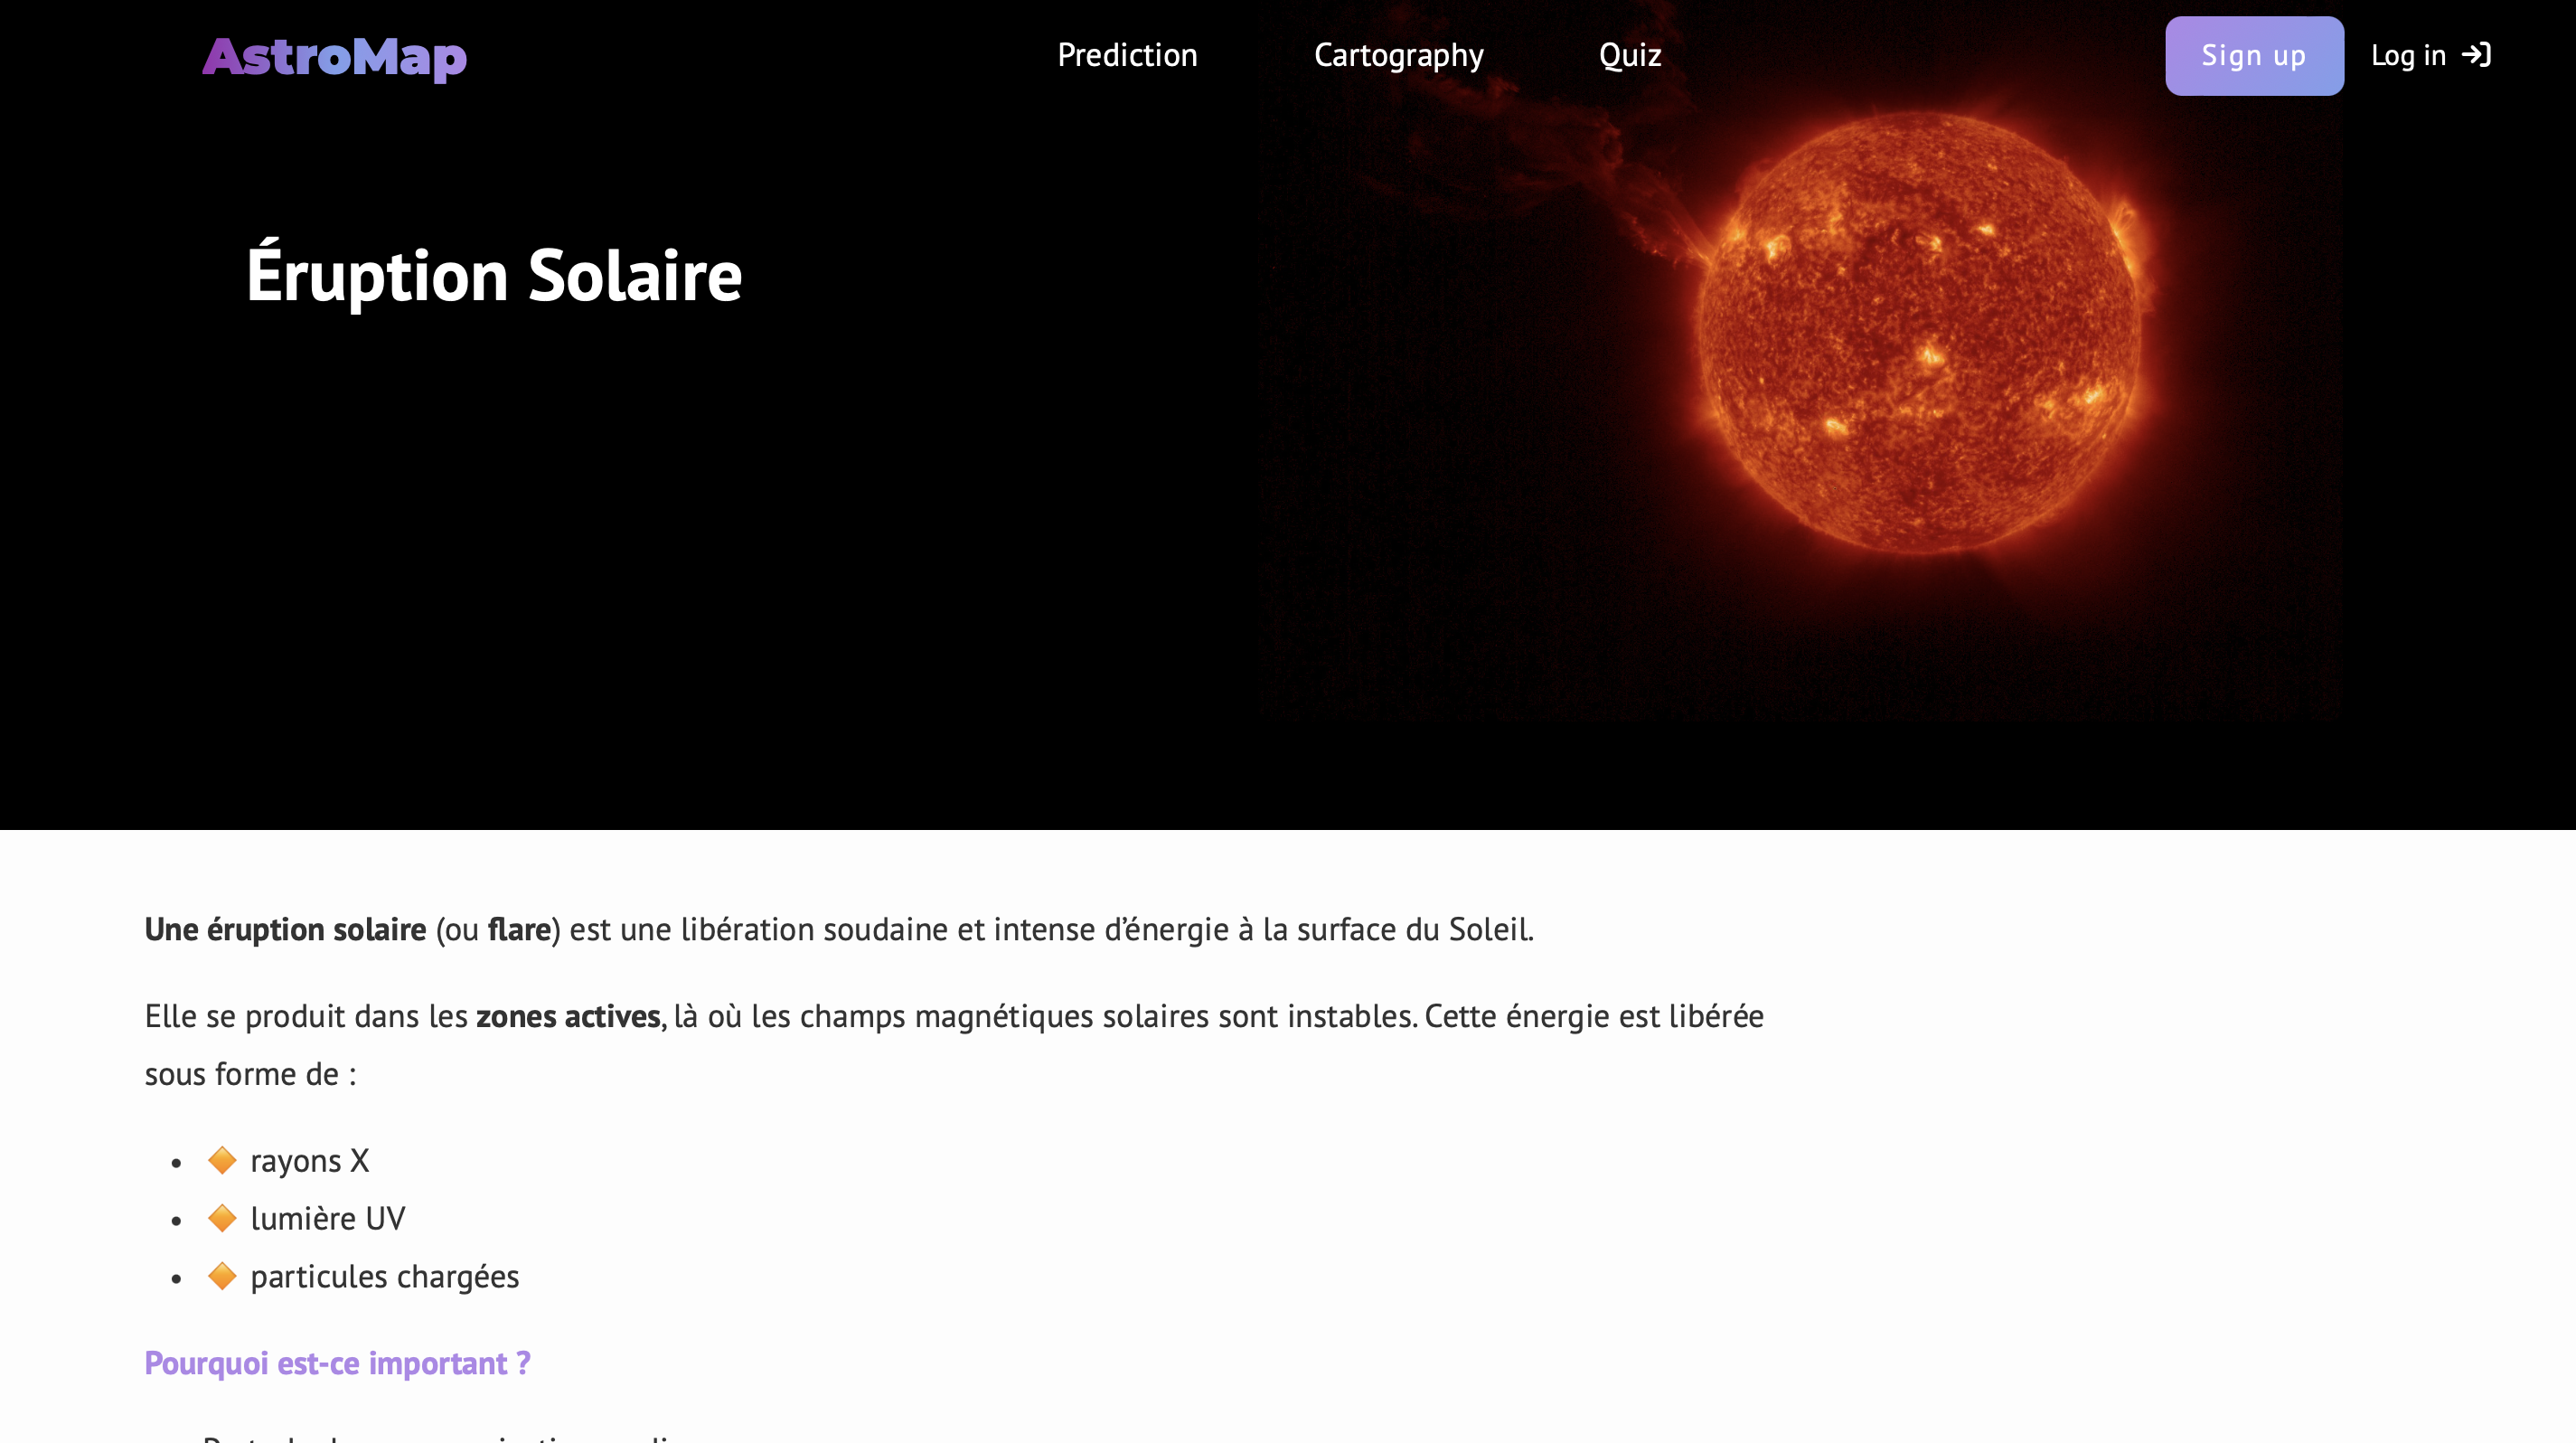 AstroMap
Prediction
Cartography
Quiz
Sign up
Log in
Éruption Solaire
Une éruption solaire (ou flare) est une libération soudaine et intense d’énergie à la surface du Soleil.
Elle se produit dans les zones actives, là où les champs magnétiques solaires sont instables. Cette énergie est libérée
sous forme de :
• 🔶 rayons X
• 🔶 lumière UV
• 🔶 particules chargées
Pourquoi est-ce important ?